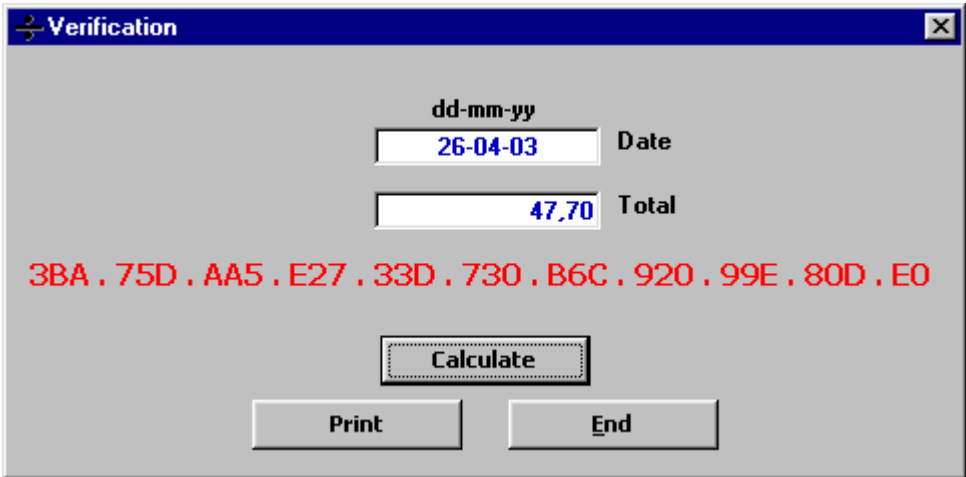 Verification
dd-mm-yy
26-04-03 Date
47,70 Total
3BA.75D.AA5.E27.33D.730.B6C.920.99E.80D.E0
Calculate
Print End